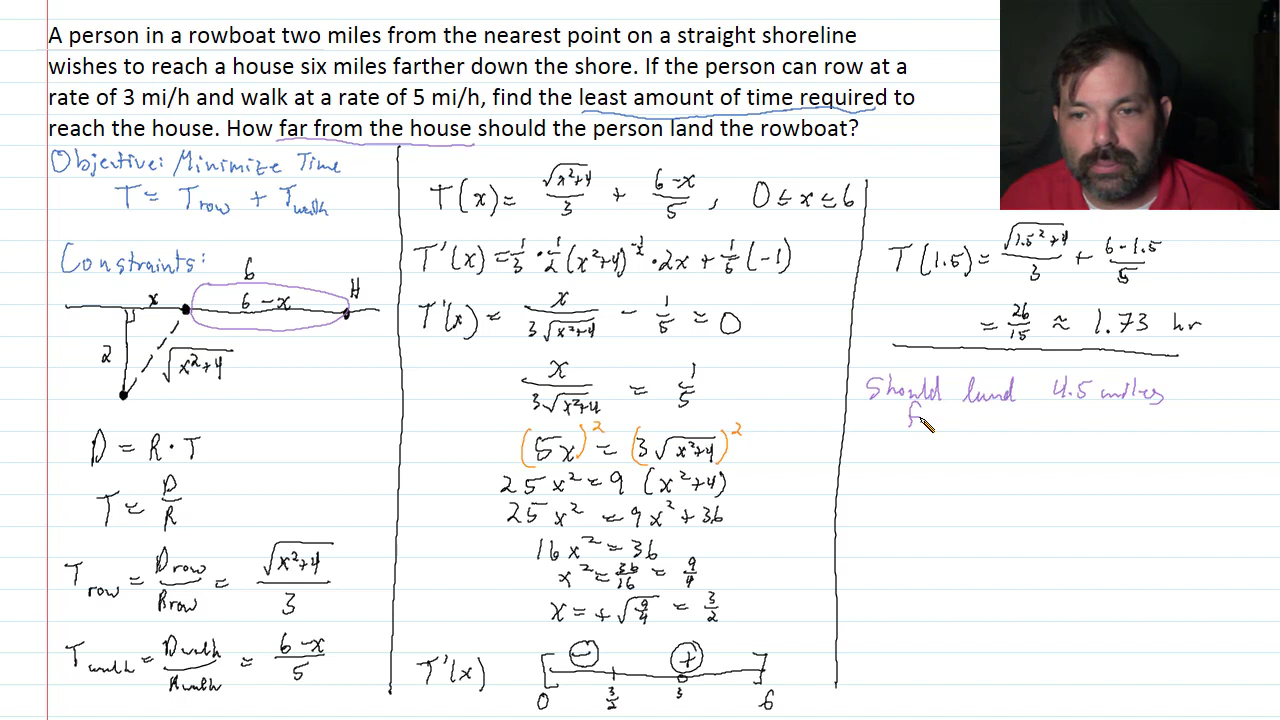 A person in a rowboat two miles from the nearest point on a straight shoreline
wishes to reach a house six miles farther down the shore. If the person can row at a
rate of 3 mi/h and walk at a rate of 5 mi/h, find the least amount of time required to
reach the house. How far from the house should the person land the rowboat?
Objective: Minimize Time
T = T row + T walk
Constraints:
6
x 6 - x H
2 √(x²+4)
D = R · T
T = D/R
T row = D row / R row = √(x²+4) / 3
T walk = D walk / R walk = (6-x)/5
T(x) = √(x²+4)/3 + (6-x)/5, 0 ≤ x ≤ 6
T'(x) = 1/3 · 1/2 (x²+4)^-1/2 · 2x + 1/5 (-1)
T'(x) = x/(3√(x²+4)) - 1/5 = 0
x/(3√(x²+4)) = 1/5
(5x)² = (3√(x²+4))²
25x² = 9 (x²+4)
25x² = 9x² + 36
16x² = 36
x² = 36/16 = 9/4
x = +√(9/4) = 3/2
T'(x) [ - + ]
0 3/2 3 6
T(1.5) = √(1.5²+4)/3 + (6-1.5)/5
= 26/15 ≈ 1.73 hr
Should land 4.5 miles
f